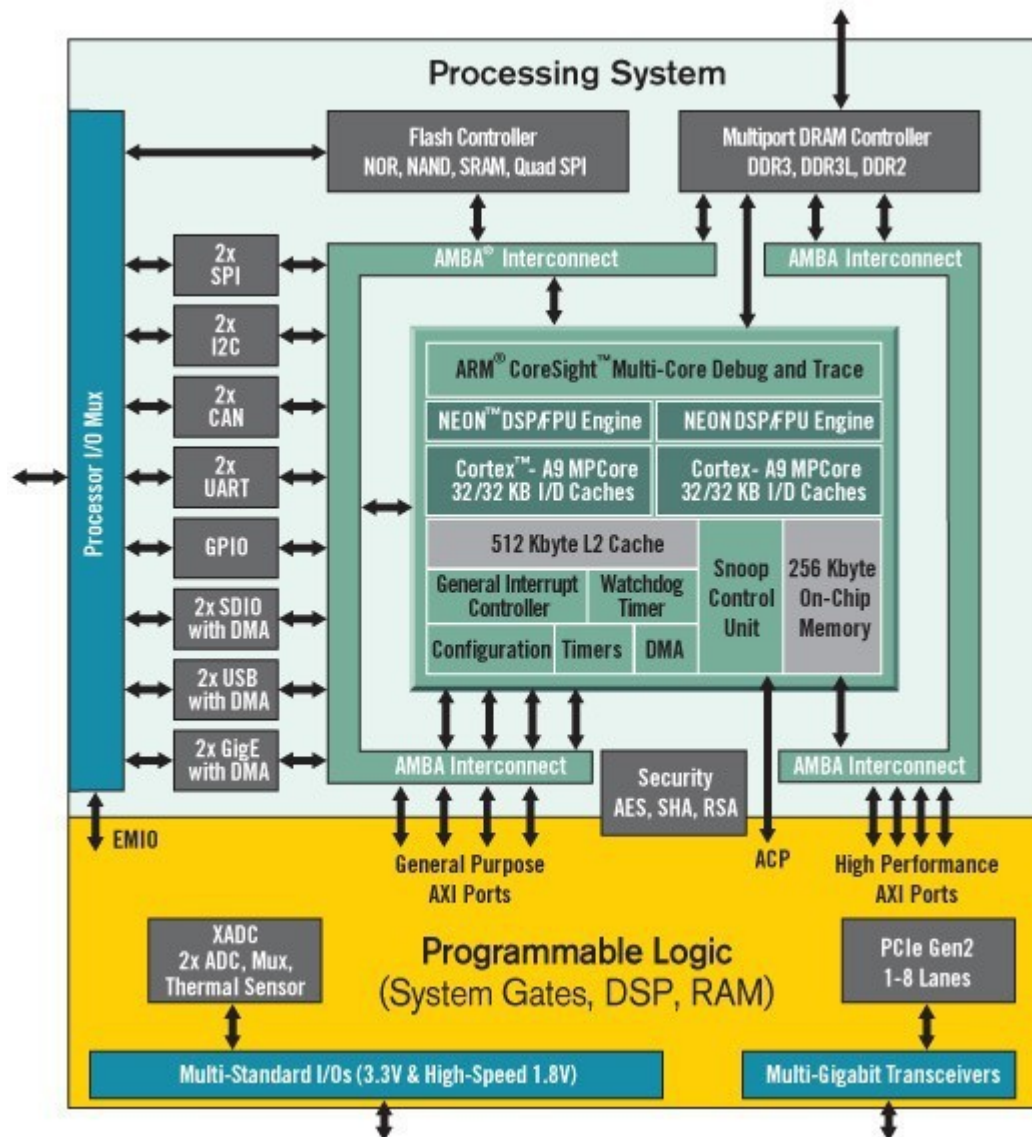 Processing System
Flash Controller
NOR, NAND, SRAM, Quad SPI
Multiport DRAM Controller
DDR3, DDR3L, DDR2
Processor I/O Mux
2x
SPI
2x
I2C
2x
CAN
2x
UART
GPIO
2x SDIO
with DMA
2x USB
with DMA
2x GigE
with DMA
AMBA® Interconnect
AMBA Interconnect
ARM® CoreSight™ Multi-Core Debug and Trace
NEON™ DSP/FPU Engine
NEON DSP/FPU Engine
Cortex™- A9 MPCore
32/32 KB I/D Caches
Cortex- A9 MPCore
32/32 KB I/D Caches
512 Kbyte L2 Cache
General Interrupt
Controller
Watchdog
Timer
Configuration
Timers
DMA
Snoop
Control
Unit
256 Kbyte
On-Chip
Memory
AMBA Interconnect
Security
AES, SHA, RSA
AMBA Interconnect
EMIO
General Purpose
AXI Ports
ACP
High Performance
AXI Ports
XADC
2x ADC, Mux,
Thermal Sensor
Programmable Logic
(System Gates, DSP, RAM)
PCIe Gen2
1-8 Lanes
Multi-Standard I/Os (3.3V & High-Speed 1.8V)
Multi-Gigabit Transceivers